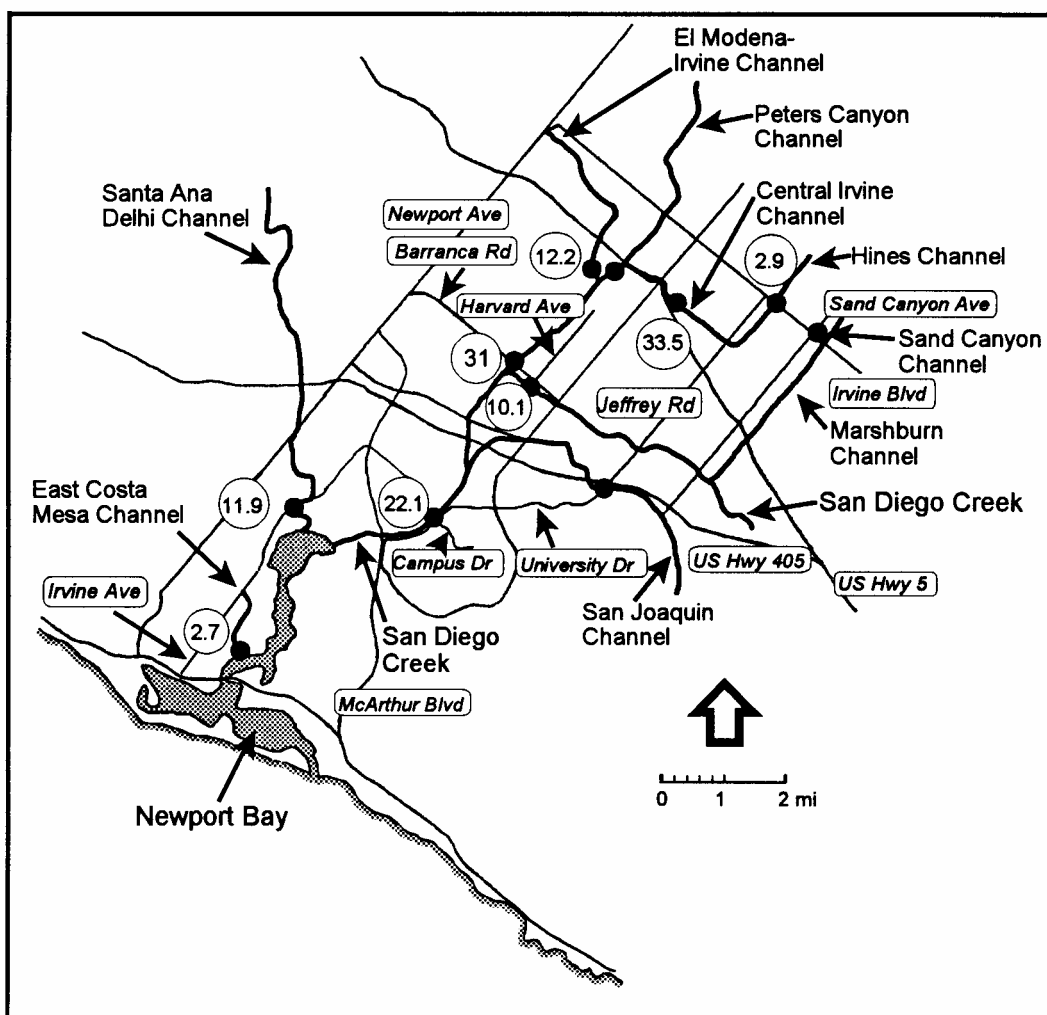 El Modena-
Irvine Channel
Peters Canyon
Channel
Santa Ana
Delhi Channel
Central Irvine
Channel
Newport Ave
Barranca Rd
12.2
2.9
Hines Channel
Harvard Ave
Sand Canyon Ave
31
33.5
Sand Canyon
Channel
10.1
Jeffrey Rd
Irvine Blvd
Marshburn
Channel
East Costa
Mesa Channel
11.9
22.1
San Diego Creek
Campus Dr
University Dr
US Hwy 405
US Hwy 5
Irvine Ave
2.7
San Diego
Creek
San Joaquin
Channel
McArthur Blvd
Newport Bay
0 1 2 mi